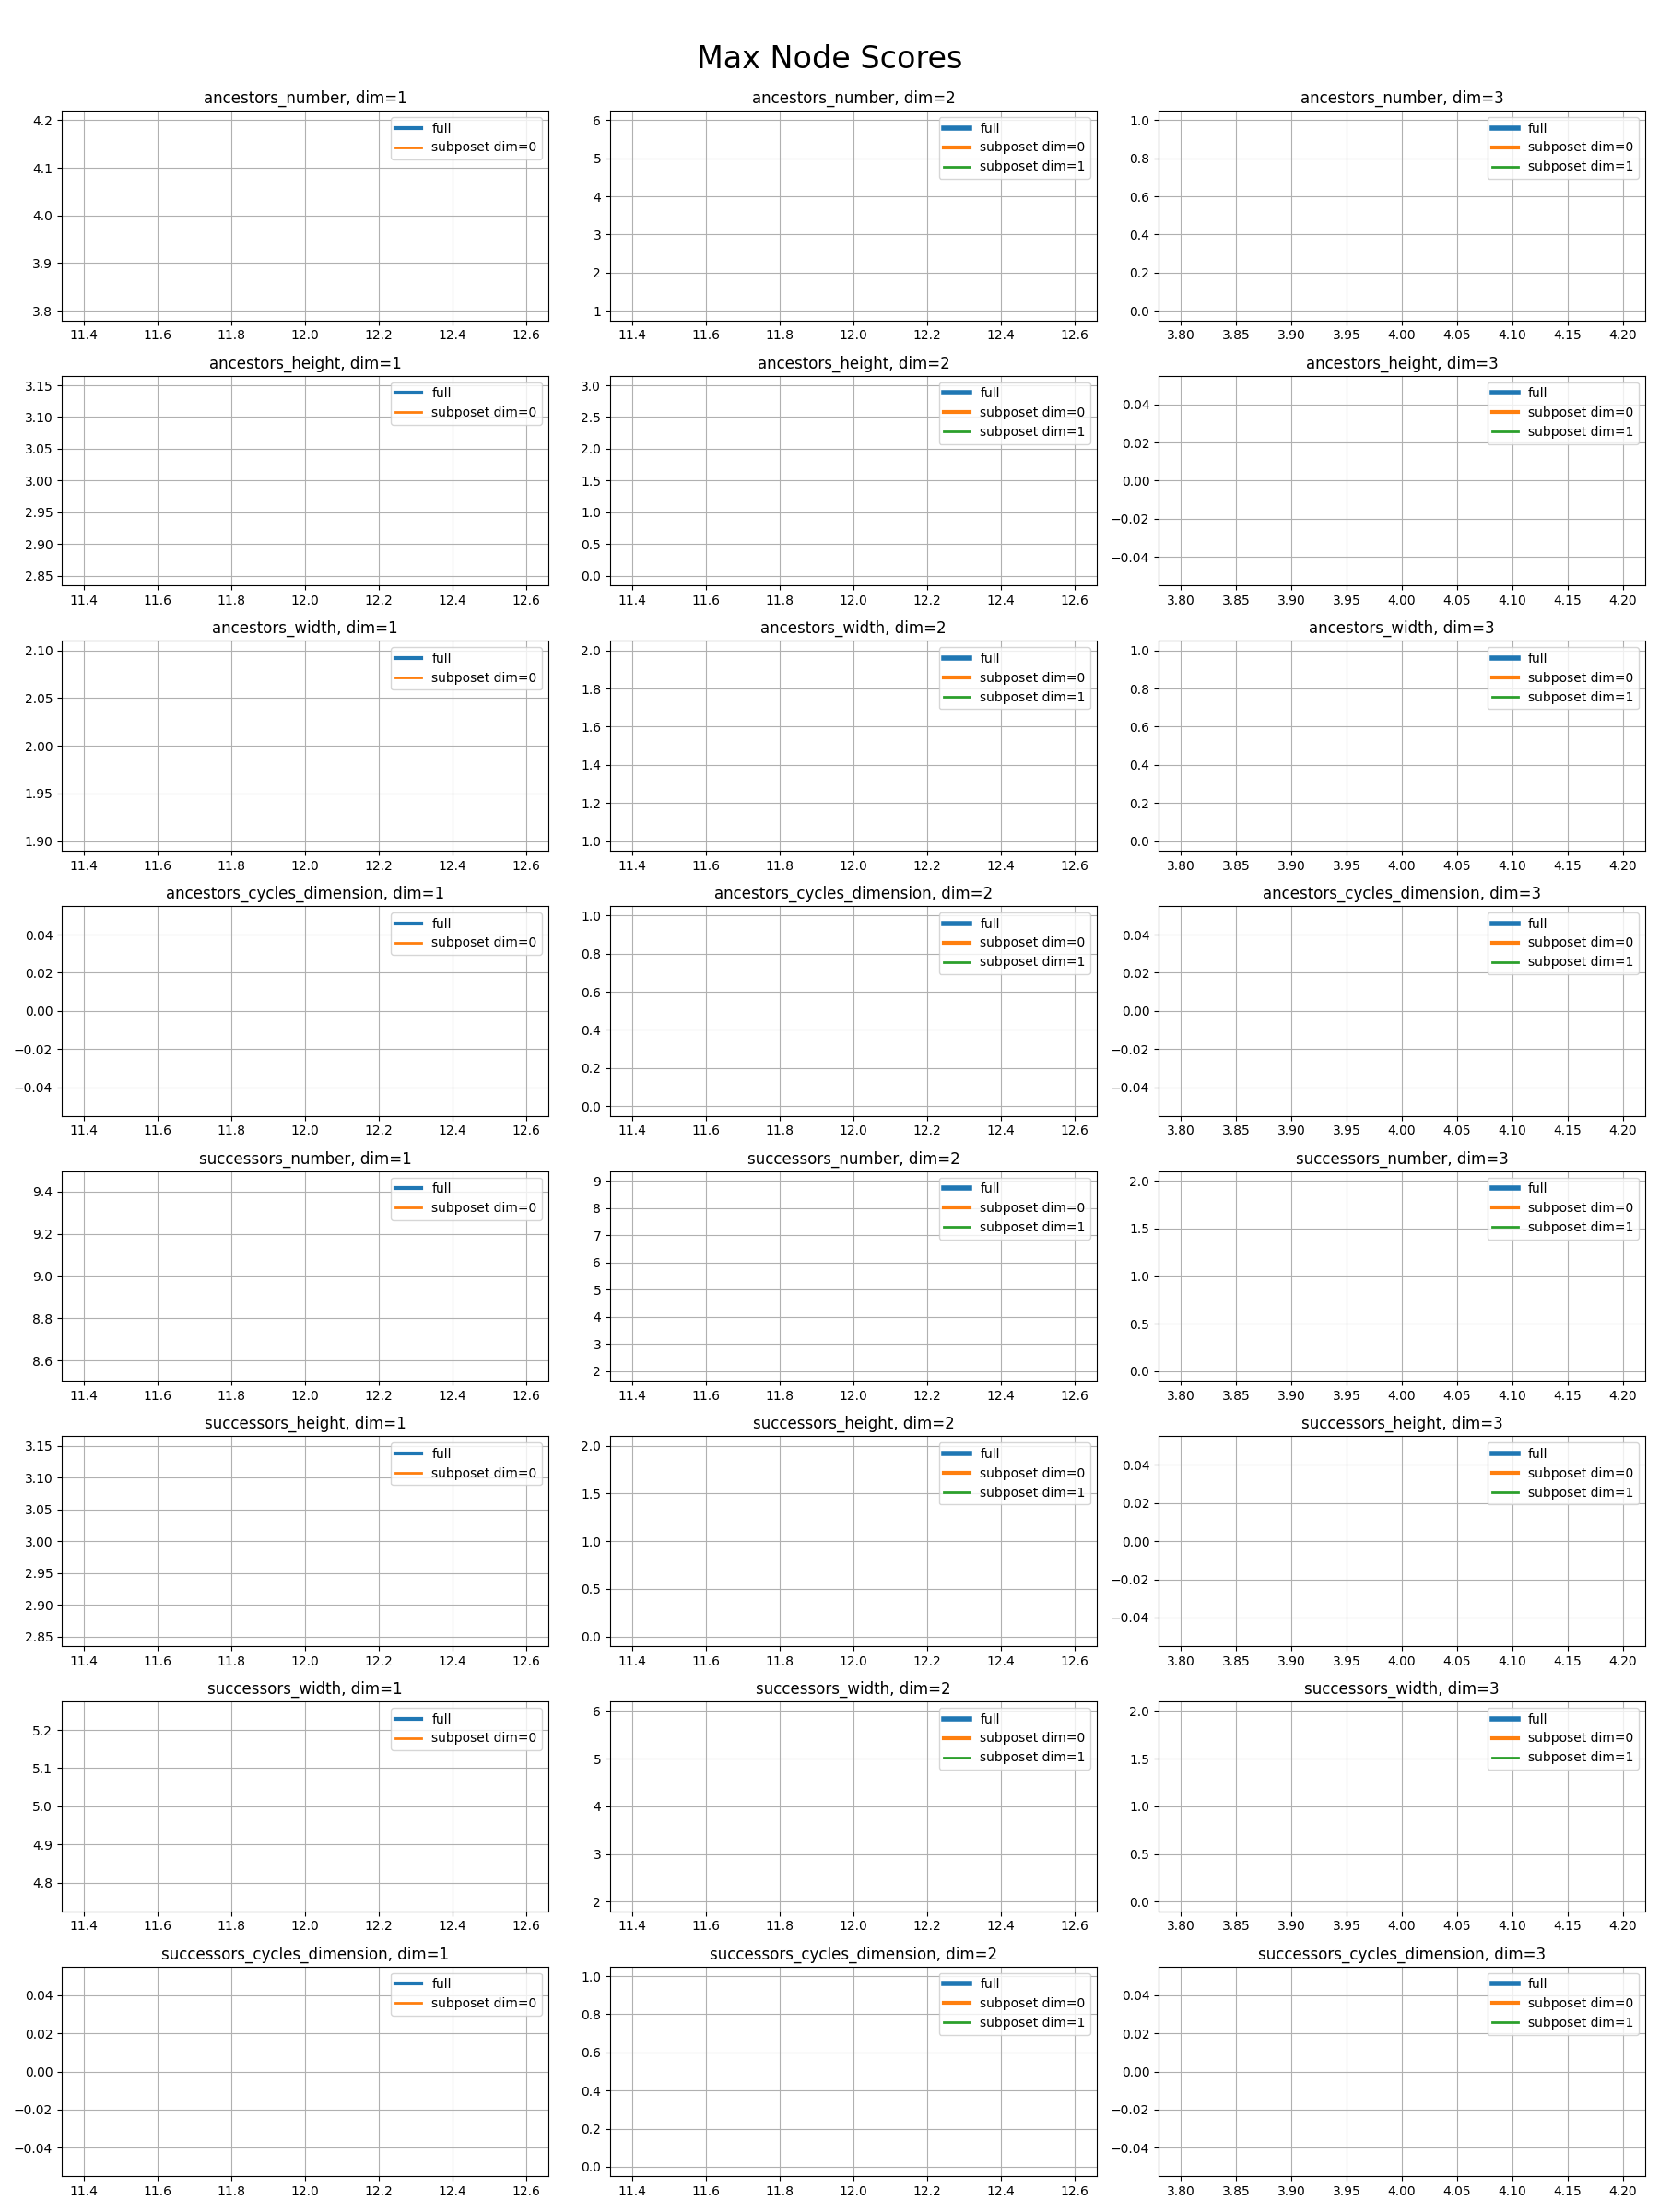 Max Node Scores
ancestors_number, dim=1
4.2
4.1
4.0
3.9
3.8
full
subposet dim=0
11.4 11.6 11.8 12.0 12.2 12.4 12.6
ancestors_number, dim=2
6
5
4
3
2
1
full
subposet dim=0
subposet dim=1
11.4 11.6 11.8 12.0 12.2 12.4 12.6
ancestors_number, dim=3
1.0
0.8
0.6
0.4
0.2
0.0
full
subposet dim=0
subposet dim=1
3.80 3.85 3.90 3.95 4.00 4.05 4.10 4.15 4.20
ancestors_height, dim=1
3.15
3.10
3.05
3.00
2.95
2.90
2.85
full
subposet dim=0
11.4 11.6 11.8 12.0 12.2 12.4 12.6
ancestors_height, dim=2
3.0
2.5
2.0
1.5
1.0
0.5
0.0
full
subposet dim=0
subposet dim=1
11.4 11.6 11.8 12.0 12.2 12.4 12.6
ancestors_height, dim=3
0.04
0.02
0.00
−0.02
−0.04
full
subposet dim=0
subposet dim=1
3.80 3.85 3.90 3.95 4.00 4.05 4.10 4.15 4.20
ancestors_width, dim=1
2.10
2.05
2.00
1.95
1.90
full
subposet dim=0
11.4 11.6 11.8 12.0 12.2 12.4 12.6
ancestors_width, dim=2
2.0
1.8
1.6
1.4
1.2
1.0
full
subposet dim=0
subposet dim=1
11.4 11.6 11.8 12.0 12.2 12.4 12.6
ancestors_width, dim=3
1.0
0.8
0.6
0.4
0.2
0.0
full
subposet dim=0
subposet dim=1
3.80 3.85 3.90 3.95 4.00 4.05 4.10 4.15 4.20
ancestors_cycles_dimension, dim=1
0.04
0.02
0.00
−0.02
−0.04
full
subposet dim=0
11.4 11.6 11.8 12.0 12.2 12.4 12.6
ancestors_cycles_dimension, dim=2
1.0
0.8
0.6
0.4
0.2
0.0
full
subposet dim=0
subposet dim=1
11.4 11.6 11.8 12.0 12.2 12.4 12.6
ancestors_cycles_dimension, dim=3
0.04
0.02
0.00
−0.02
−0.04
full
subposet dim=0
subposet dim=1
3.80 3.85 3.90 3.95 4.00 4.05 4.10 4.15 4.20
successors_number, dim=1
9.4
9.2
9.0
8.8
8.6
full
subposet dim=0
11.4 11.6 11.8 12.0 12.2 12.4 12.6
successors_number, dim=2
9
8
7
6
5
4
3
2
full
subposet dim=0
subposet dim=1
11.4 11.6 11.8 12.0 12.2 12.4 12.6
successors_number, dim=3
2.0
1.5
1.0
0.5
0.0
full
subposet dim=0
subposet dim=1
3.80 3.85 3.90 3.95 4.00 4.05 4.10 4.15 4.20
successors_height, dim=1
3.15
3.10
3.05
3.00
2.95
2.90
2.85
full
subposet dim=0
11.4 11.6 11.8 12.0 12.2 12.4 12.6
successors_height, dim=2
2.0
1.5
1.0
0.5
0.0
full
subposet dim=0
subposet dim=1
11.4 11.6 11.8 12.0 12.2 12.4 12.6
successors_height, dim=3
0.04
0.02
0.00
−0.02
−0.04
full
subposet dim=0
subposet dim=1
3.80 3.85 3.90 3.95 4.00 4.05 4.10 4.15 4.20
successors_width, dim=1
5.2
5.1
5.0
4.9
4.8
full
subposet dim=0
11.4 11.6 11.8 12.0 12.2 12.4 12.6
successors_width, dim=2
6
5
4
3
2
full
subposet dim=0
subposet dim=1
11.4 11.6 11.8 12.0 12.2 12.4 12.6
successors_width, dim=3
2.0
1.5
1.0
0.5
0.0
full
subposet dim=0
subposet dim=1
3.80 3.85 3.90 3.95 4.00 4.05 4.10 4.15 4.20
successors_cycles_dimension, dim=1
0.04
0.02
0.00
−0.02
−0.04
full
subposet dim=0
11.4 11.6 11.8 12.0 12.2 12.4 12.6
successors_cycles_dimension, dim=2
1.0
0.8
0.6
0.4
0.2
0.0
full
subposet dim=0
subposet dim=1
11.4 11.6 11.8 12.0 12.2 12.4 12.6
successors_cycles_dimension, dim=3
0.04
0.02
0.00
−0.02
−0.04
full
subposet dim=0
subposet dim=1
3.80 3.85 3.90 3.95 4.00 4.05 4.10 4.15 4.20